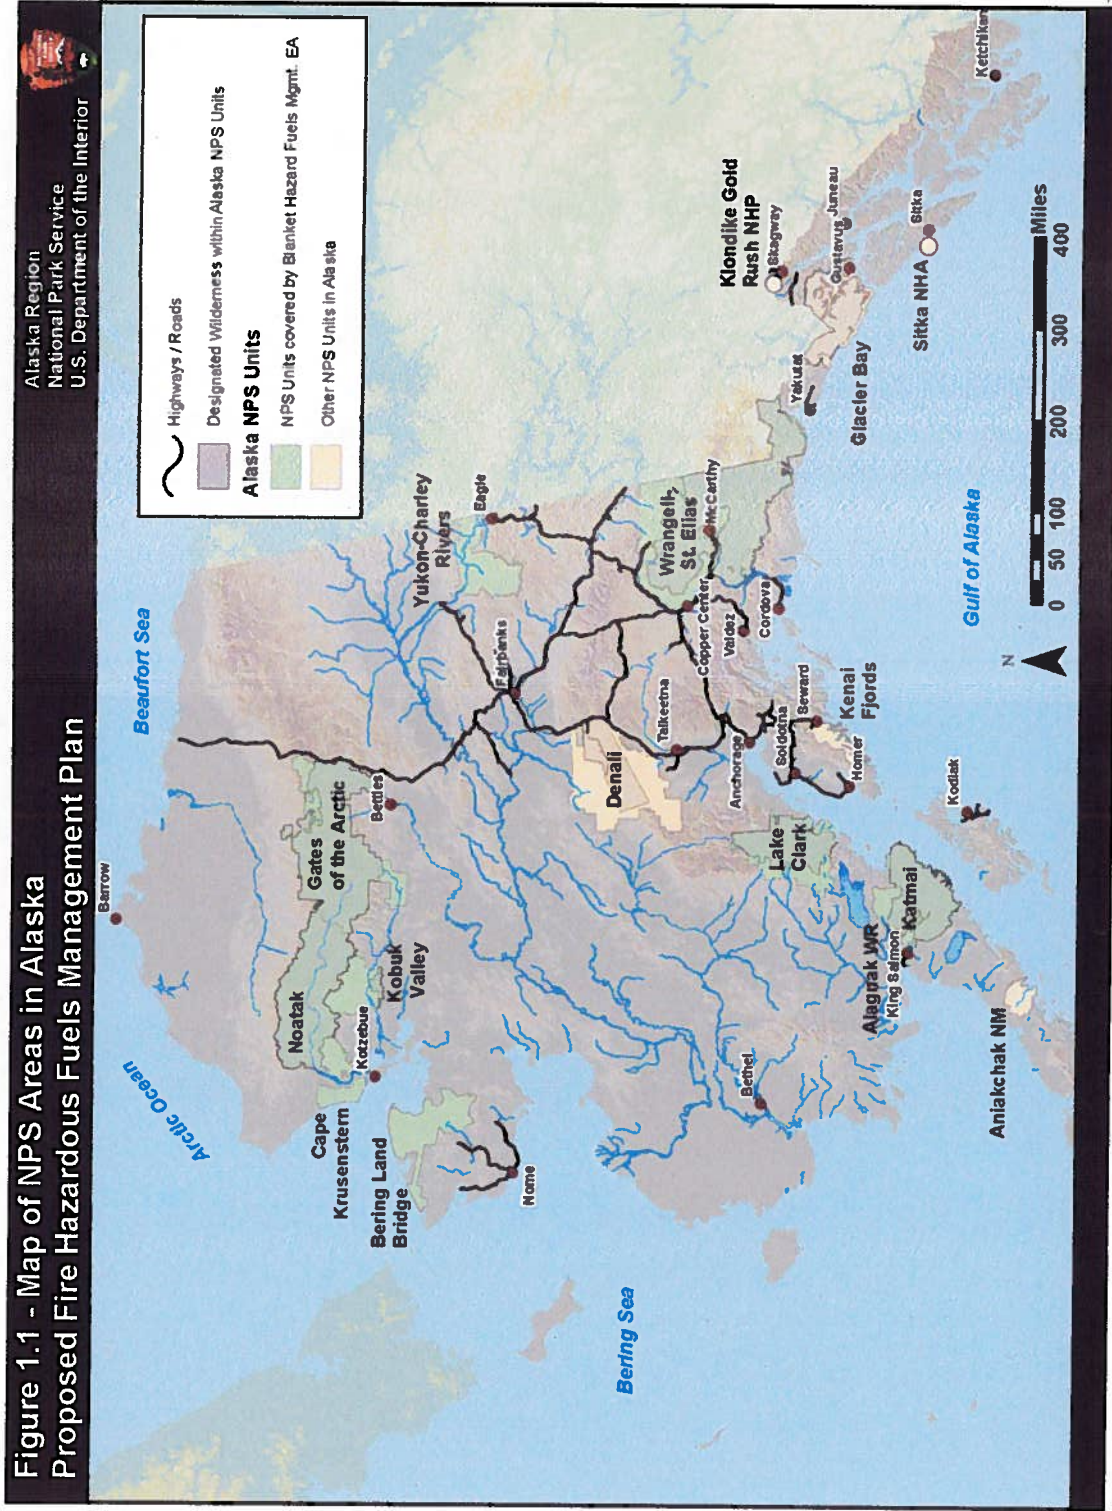 Figure 1.1 - Map of NPS Areas in Alaska
Proposed Fire Hazardous Fuels Management Plan
Alaska Region
National Park Service
U.S. Department of the Interior
Highways / Roads
Designated Wilderness within Alaska NPS Units
Alaska NPS Units
NPS Units covered by Blanket Hazard Fuels Mgmt. EA
Other NPS Units in Alaska
Barrow
Beaufort Sea
Arctic Ocean
Noatak
Gates
of the Arctic
Bettles
Kobuk
Valley
Kotzebue
Cape
Krusenstern
Bering Land
Bridge
Nome
Yukon-Charley
Rivers
Eagle
Fairbanks
Denali
Talkeetna
Wrangell-
St. Elias
McCarthy
Copper Center
Valdez
Cordova
Anchorage
Soldotna
Seward
Homer
Kenai
Fjords
Lake
Clark
Katmai
Alagnak WR
King Salmon
Kodiak
Bethel
Aniakchak NM
Bering Sea
Gulf of Alaska
Yakutat
Glacier Bay
Klondike Gold
Rush NHP
Skagway
Gustavus
Juneau
Sitka NHA
Sitka
Ketchikan
N
0 50 100 200 300 400
Miles